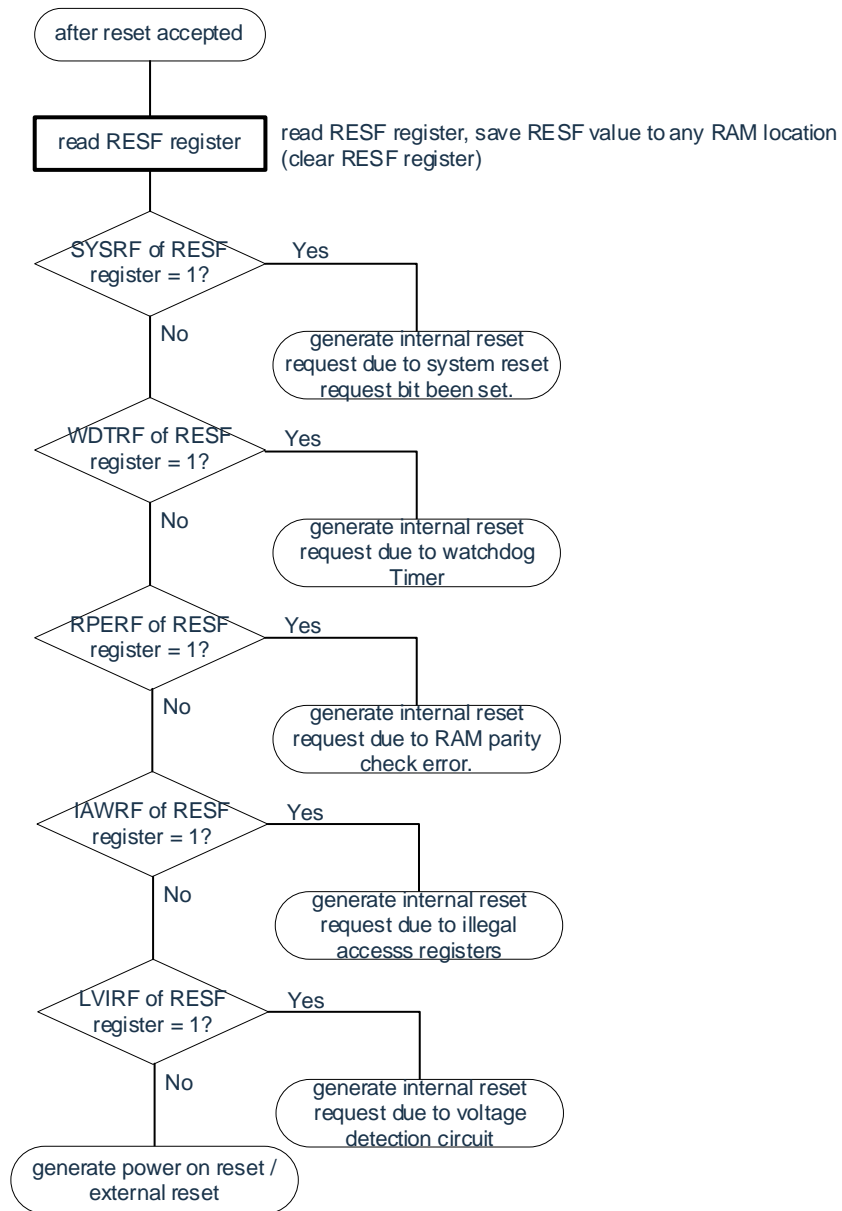 after reset accepted
read RESF register
read RESF register, save RESF value to any RAM location
(clear RESF register)
SYSRF of RESF
register = 1?
Yes
No
generate internal reset
request due to system reset
request bit been set.
WDTRF of RESF
register = 1?
Yes
No
generate internal reset
request due to watchdog
Timer
RPERF of RESF
register = 1?
Yes
No
generate internal reset
request due to RAM parity
check error.
IAWRF of RESF
register = 1?
Yes
No
generate internal reset
request due to illegal
accesss registers
LVIRF of RESF
register = 1?
Yes
No
generate internal reset
request due to voltage
detection circuit
generate power on reset /
external reset